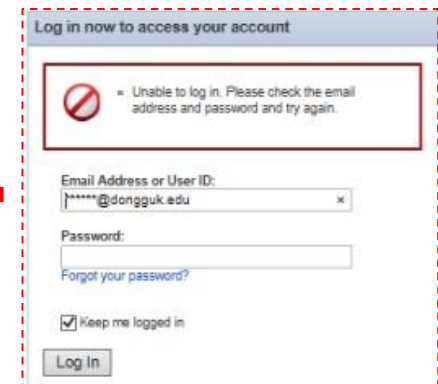 Log in now to access your account
▪ Unable to log in. Please check the email
address and password and try again.
Email Address or User ID:
*****@dongguk.edu ×
Password:
Forgot your password?
Keep me logged in
Log In